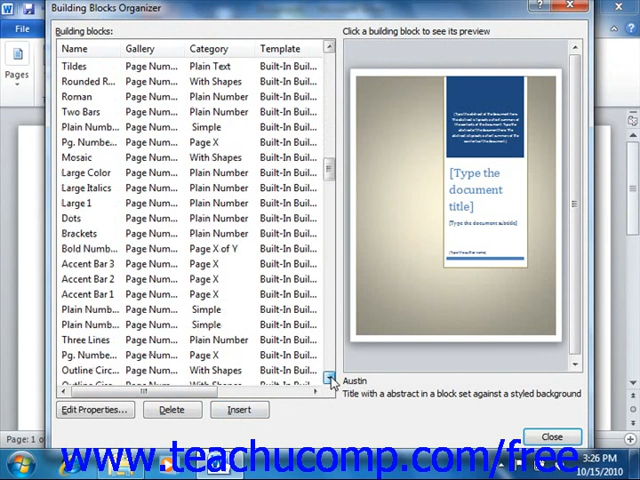 Building Blocks Organizer
File
Pages
Building blocks:
Click a building block to see its preview
Name Gallery Category Template
Tildes Page Num... Plain Text Built-In Buil...
Rounded R... Page Num... With Shapes Built-In Buil...
Roman Page Num... Plain Number Built-In Buil...
Two Bars Page Num... Plain Number Built-In Buil...
Plain Numb... Page Num... Simple Built-In Buil...
Pg. Numbe... Page Num... Page X Built-In Buil...
Mosaic Page Num... With Shapes Built-In Buil...
Large Color Page Num... Plain Number Built-In Buil...
Large Italics Page Num... Plain Number Built-In Buil...
Large 1 Page Num... Plain Number Built-In Buil...
Dots Page Num... Plain Number Built-In Buil...
Brackets Page Num... Plain Number Built-In Buil...
Bold Numb... Page Num... Page X of Y Built-In Buil...
Accent Bar 3 Page Num... Page X Built-In Buil...
Accent Bar 2 Page Num... Page X Built-In Buil...
Accent Bar 1 Page Num... Page X Built-In Buil...
Plain Numb... Page Num... Simple Built-In Buil...
Plain Numb... Page Num... Simple Built-In Buil...
Three Lines Page Num... Plain Number Built-In Buil...
Pg. Numbe... Page Num... Page X Built-In Buil...
Outline Circ... Page Num... With Shapes Built-In Buil...
[Type the
document
title]
[Type the document subtitle]
[Type the author name]
Austin
Title with a abstract in a block set against a styled background
Edit Properties... Delete Insert
Close
Page: 1 o
www.teachucomp.com/free
3:26 PM
10/15/2010